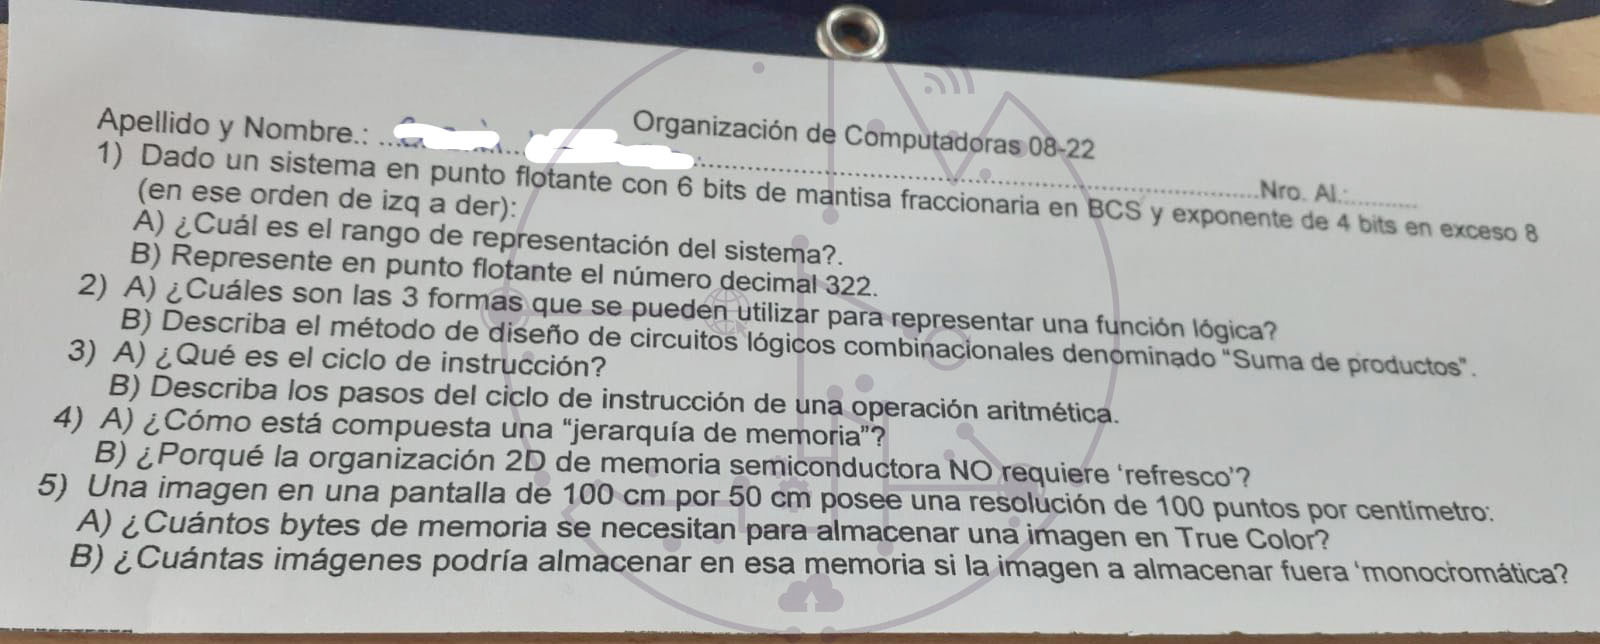 Organización de Computadoras 08-22
Apellido y Nombre.: ..... Nro. Al.:............
1) Dado un sistema en punto flotante con 6 bits de mantisa fraccionaria en BCS y exponente de 4 bits en exceso 8
(en ese orden de izq a der):
A) ¿Cuál es el rango de representación del sistema?.
B) Represente en punto flotante el número decimal 322.
2) A) ¿Cuáles son las 3 formas que se pueden utilizar para representar una función lógica?
B) Describa el método de diseño de circuitos lógicos combinacionales denominado “Suma de productos”.
3) A) ¿Qué es el ciclo de instrucción?
B) Describa los pasos del ciclo de instrucción de una operación aritmética.
4) A) ¿Cómo está compuesta una “jerarquía de memoria”?
B) ¿Porqué la organización 2D de memoria semiconductora NO requiere ‘refresco’?
5) Una imagen en una pantalla de 100 cm por 50 cm posee una resolución de 100 puntos por centímetro:
A) ¿Cuántos bytes de memoria se necesitan para almacenar una imagen en True Color?
B) ¿Cuántas imágenes podría almacenar en esa memoria si la imagen a almacenar fuera ‘monocromática?